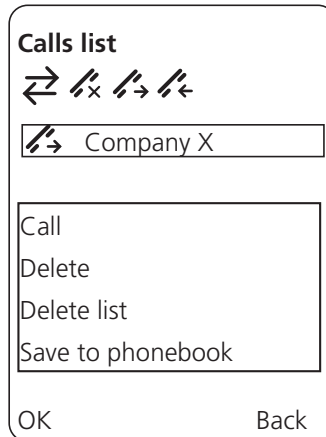 Calls list
Company X
Call
Delete
Delete list
Save to phonebook
OK Back